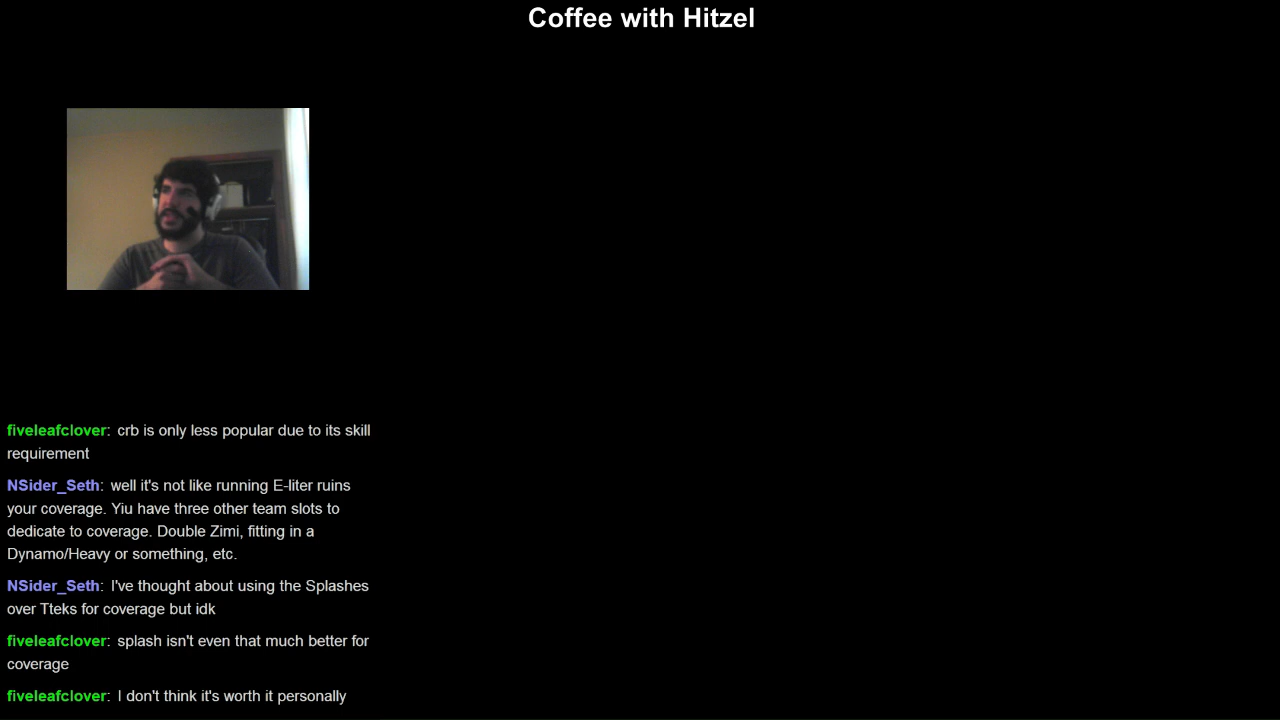 Coffee with Hitzel
fiveleafclover: crb is only less popular due to its skill
requirement
NSider_Seth: well it's not like running E-liter ruins
your coverage. Yiu have three other team slots to
dedicate to coverage. Double Zimi, fitting in a
Dynamo/Heavy or something, etc.
NSider_Seth: I've thought about using the Splashes
over Tteks for coverage but idk
fiveleafclover: splash isn't even that much better for
coverage
fiveleafclover: I don't think it's worth it personally